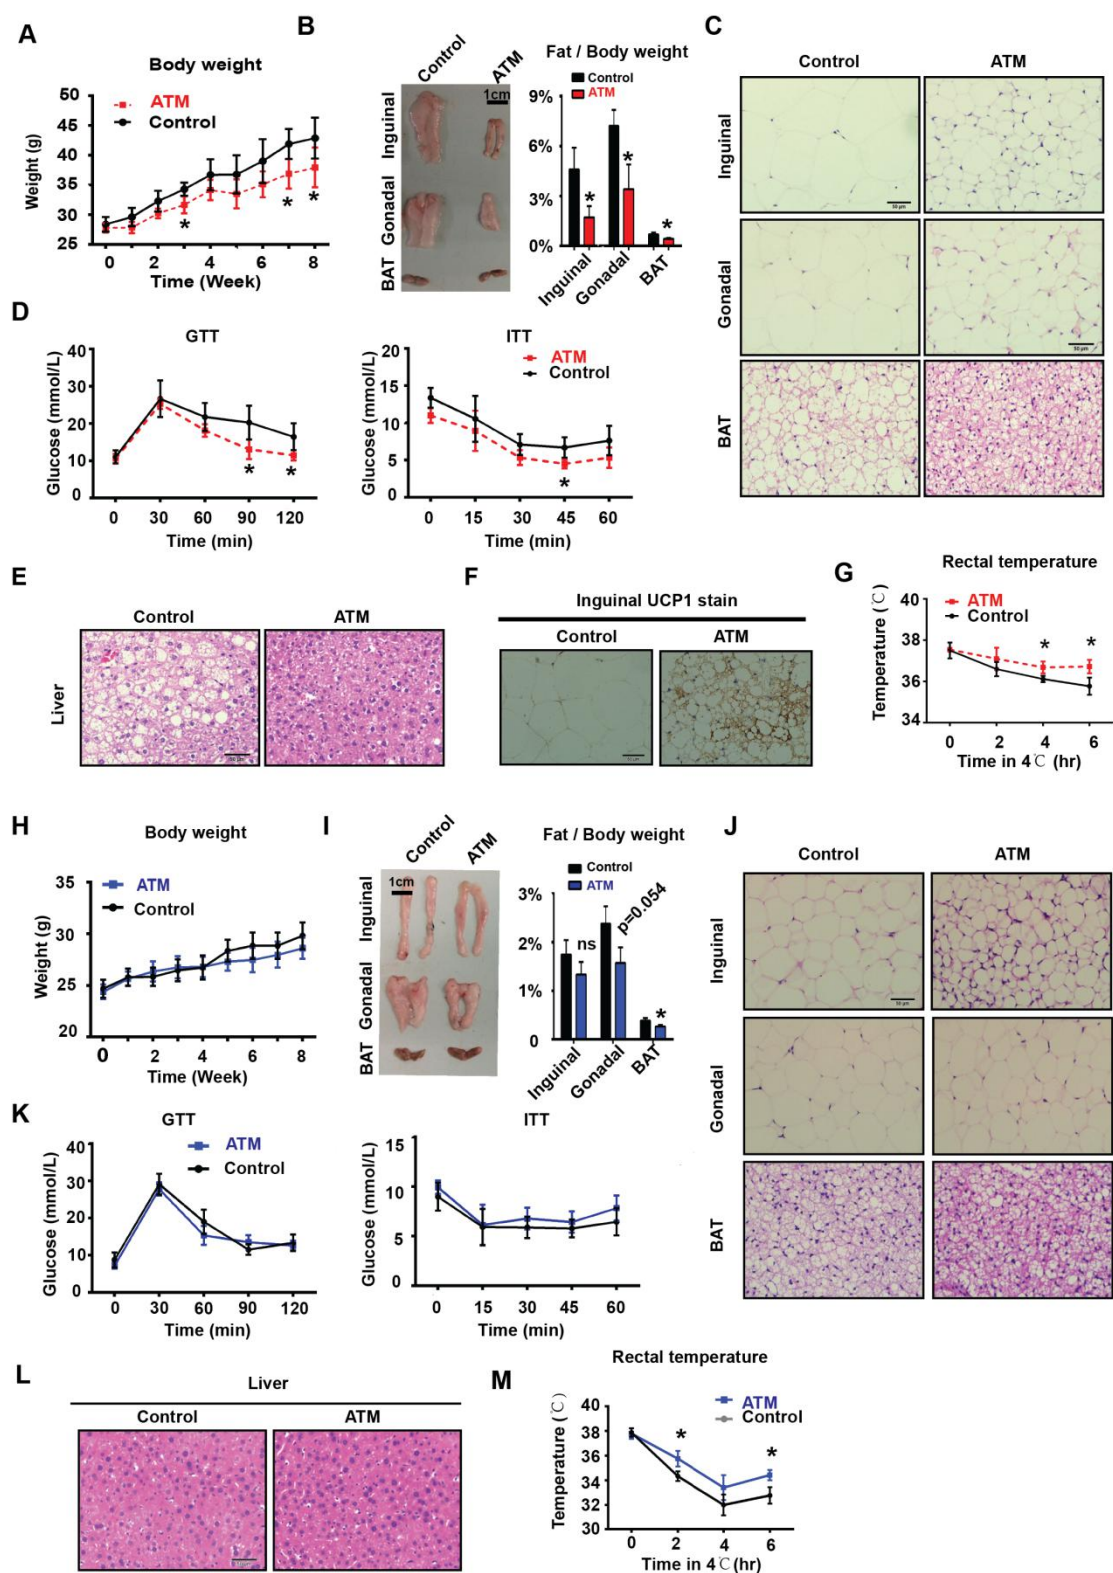 A
Body weight
ATM
Control
Weight (g)
50
45
40
35
30
25
0 2 4 6 8
* * *
Time (Week)
B
Control ATM
1cm
Inguinal
Gonadal
BAT
Fat / Body weight
Control
ATM
9%
6%
3%
0%
* * *
Inguinal Gonadal BAT
C
Control ATM
Inguinal
50 μm
Gonadal
50 μm
BAT
D
GTT
Glucose (mmol/L)
40
30
20
10
0
* *
0 30 60 90 120
Time (min)
ITT
ATM
Control
Glucose (mmol/L)
20
15
10
5
0
*
0 15 30 45 60
Time (min)
E
Control ATM
Liver
F
Inguinal UCP1 stain
Control ATM
G
Rectal temperature
ATM
Control
Temperature (℃)
40
38
36
34
* *
0 2 4 6
Time in 4℃ (hr)
H
Body weight
ATM
Control
Weight (g)
35
30
25
20
0 2 4 6 8
Time (Week)
I
Control ATM
1cm
Inguinal
Gonadal
BAT
Fat / Body weight
Control
ATM
3%
2%
1%
0
ns
p=0.054
*
Inguinal Gonadal BAT
J
Control ATM
Inguinal
50 μm
Gonadal
BAT
K
GTT
ATM
Control
Glucose (mmol/L)
40
30
20
10
0
0 30 60 90 120
Time (min)
ITT
Glucose (mmol/L)
15
10
5
0
0 15 30 45 60
Time (min)
L
Liver
Control ATM
M
Rectal temperature
ATM
Control
Temperature (℃)
40
38
36
34
32
30
* *
0 2 4 6
Time in 4℃(hr)